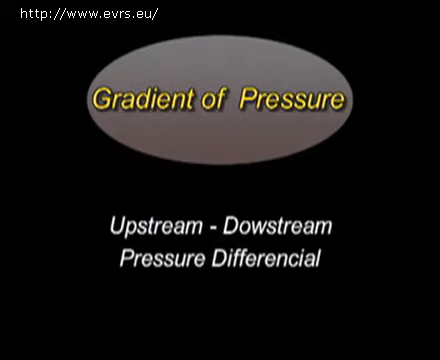 http://www.evrs.eu/
Gradient of Pressure
Upstream - Dowstream
Pressure Differencial